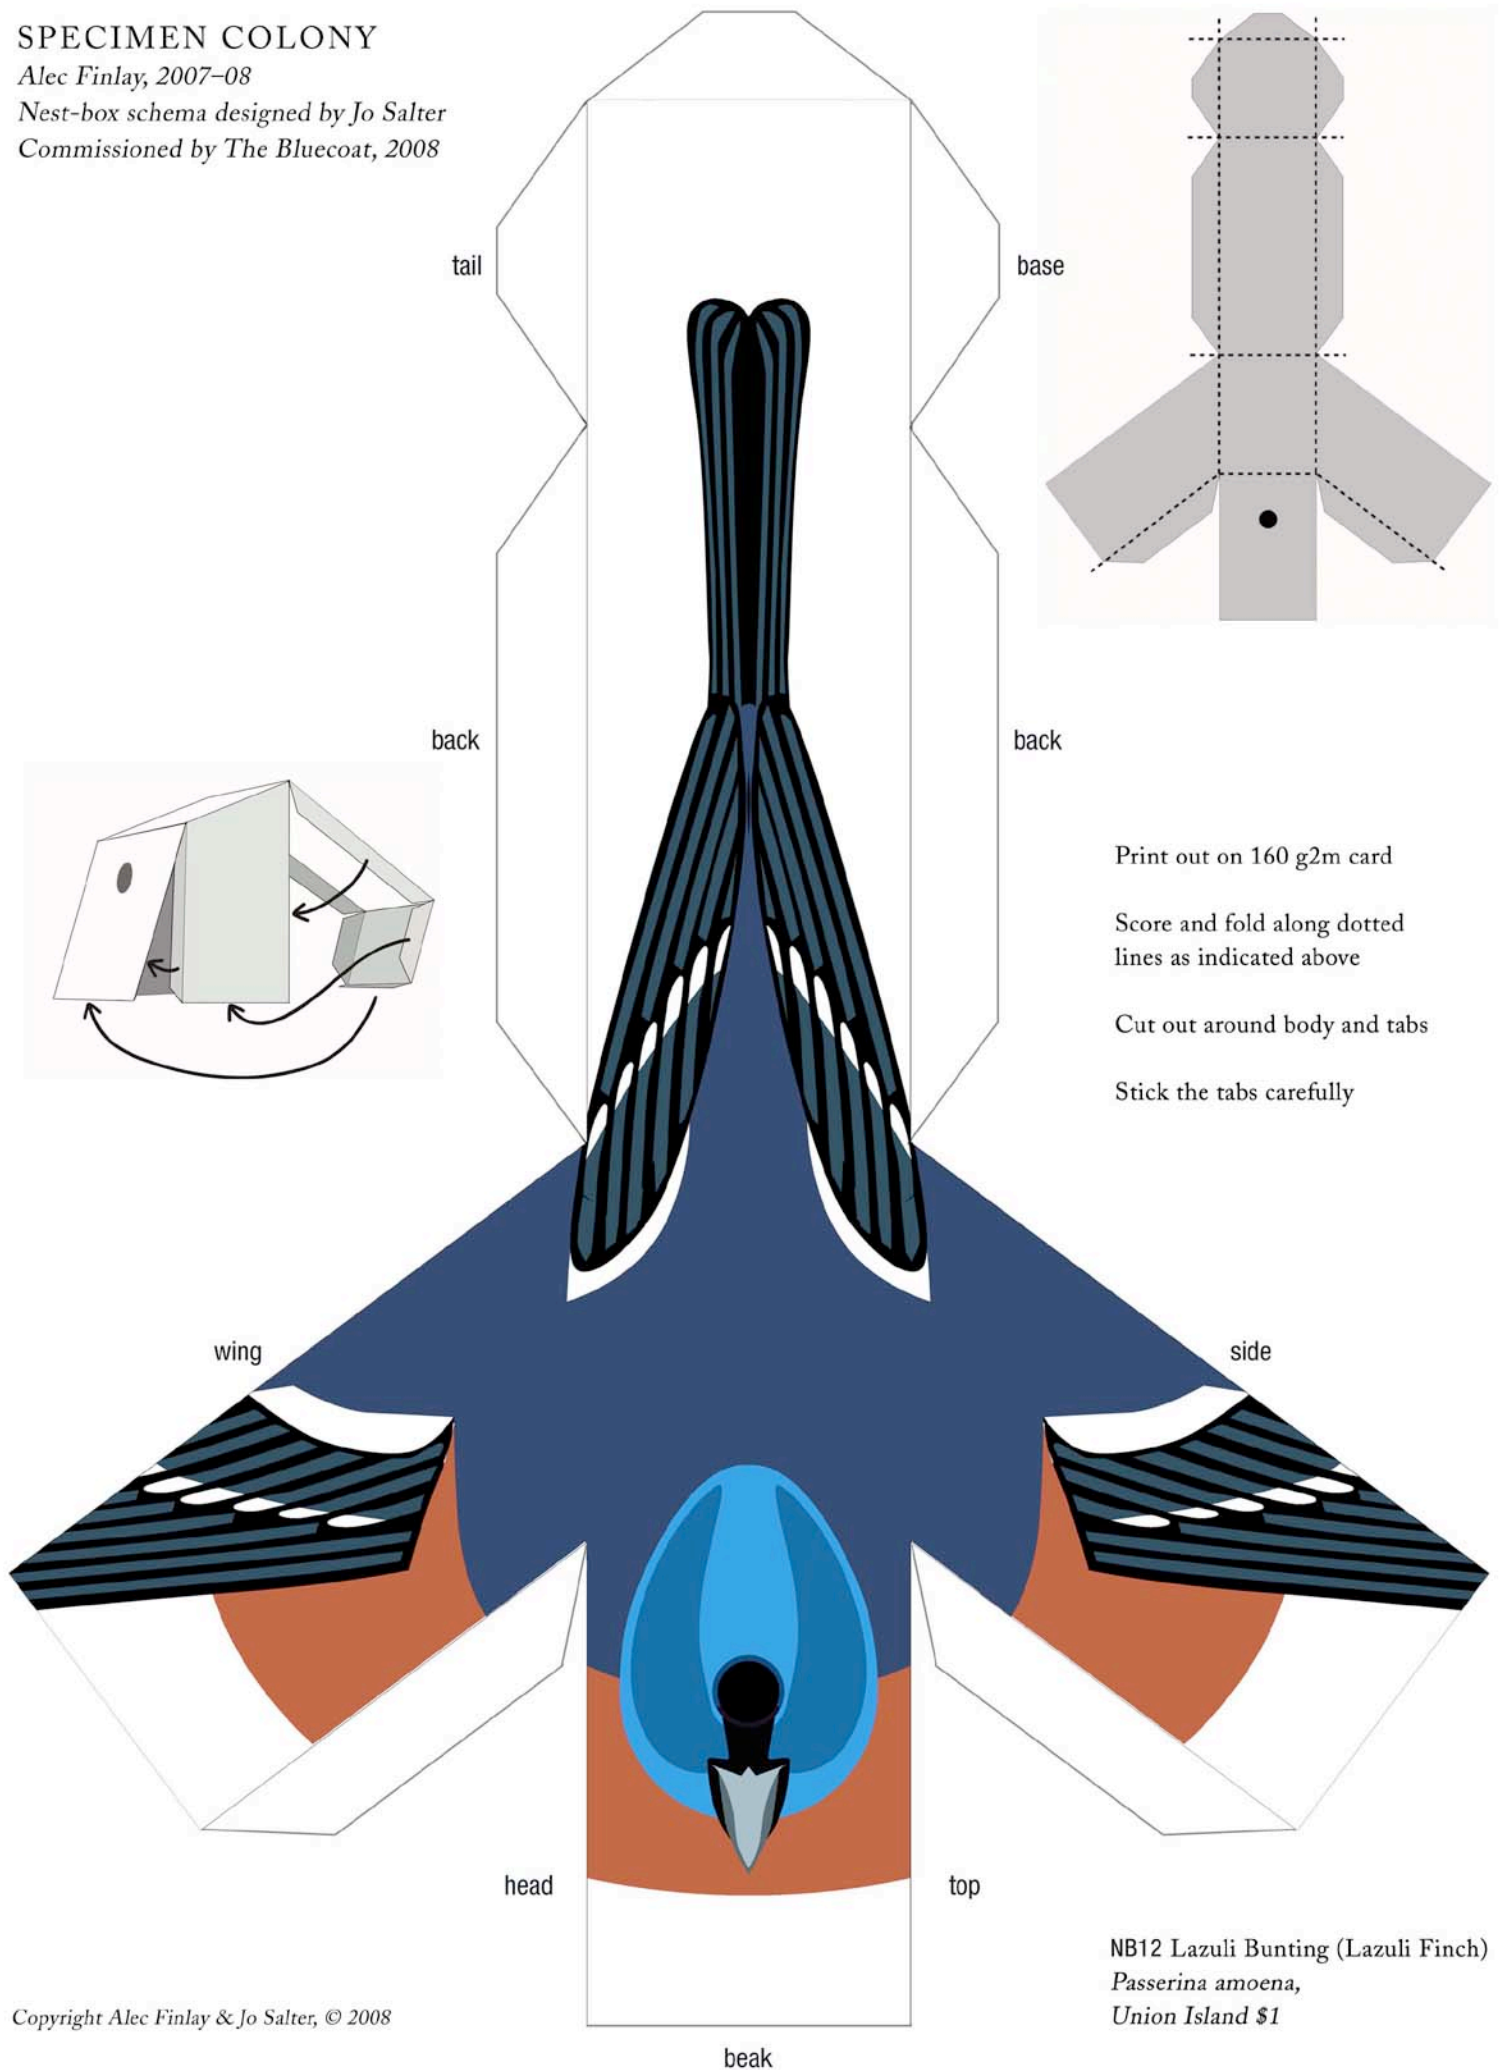 SPECIMEN COLONY
Alec Finlay, 2007–08
Nest-box schema designed by Jo Salter
Commissioned by The Bluecoat, 2008
tail
base
back
back
Print out on 160 g2m card
Score and fold along dotted
lines as indicated above
Cut out around body and tabs
Stick the tabs carefully
wing
side
head
top
NB12 Lazuli Bunting (Lazuli Finch)
Passerina amoena,
Union Island $1
Copyright Alec Finlay & Jo Salter, © 2008
beak